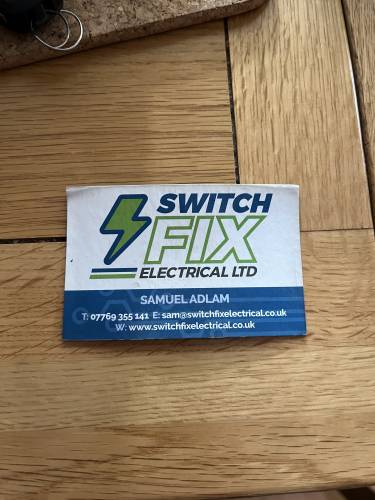 SWITCH
FIX
ELECTRICAL LTD
SAMUEL ADLAM
T: 07769 355 141 E: sam@switchfixelectrical.co.uk
W: www.switchfixelectrical.co.uk